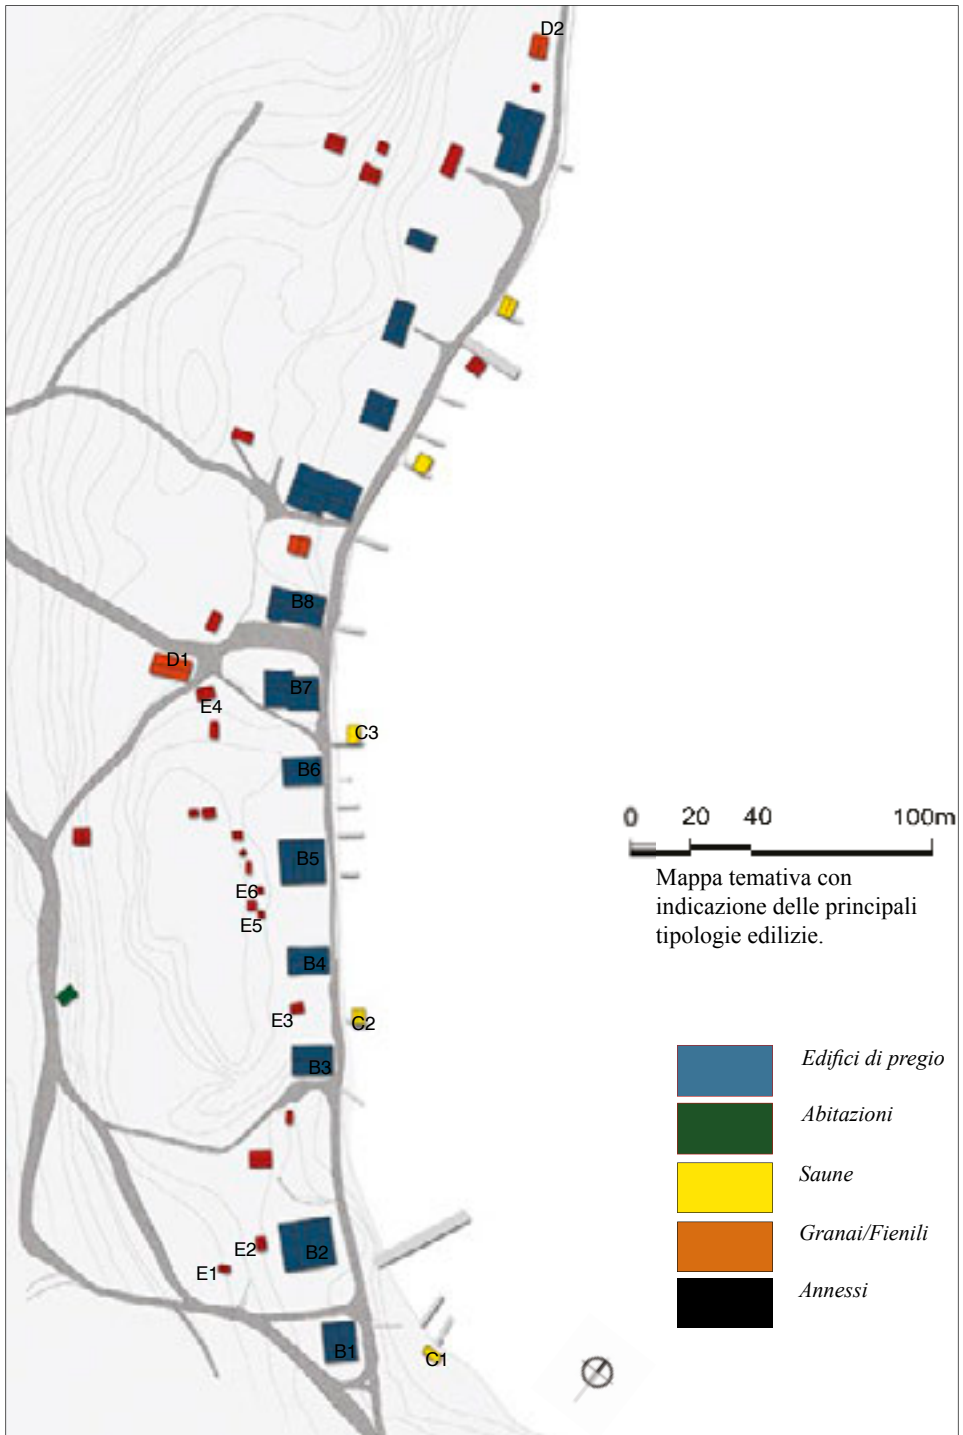 D2
B8
D1
B7
E4
C3
B6
0 20 40 100m
B5
Mappa temativa con
indicazione delle principali
tipologie edilizie.
E6
E5
B4
E3
C2
B3
Edifici di pregio
Abitazioni
Saune
Granai/Fienili
E2
B2
E1
Annessi
B1
C1